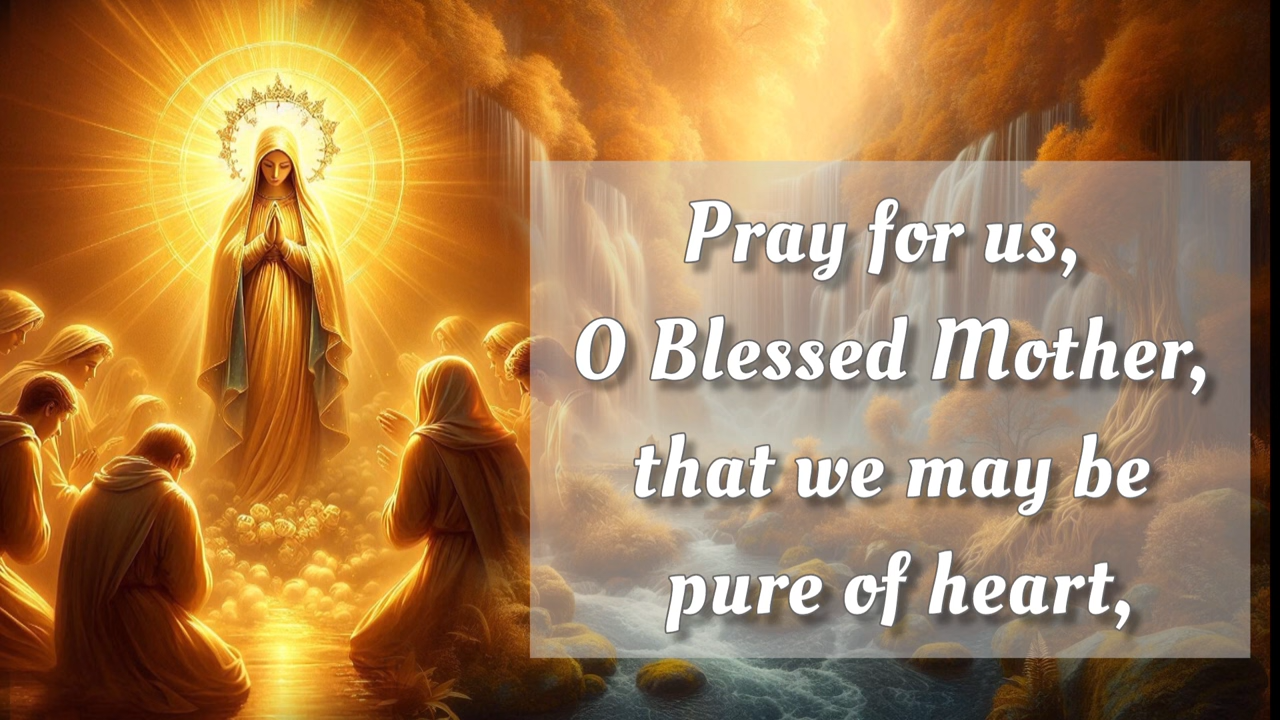 Pray for us,
O Blessed Mother,
that we may be
pure of heart,